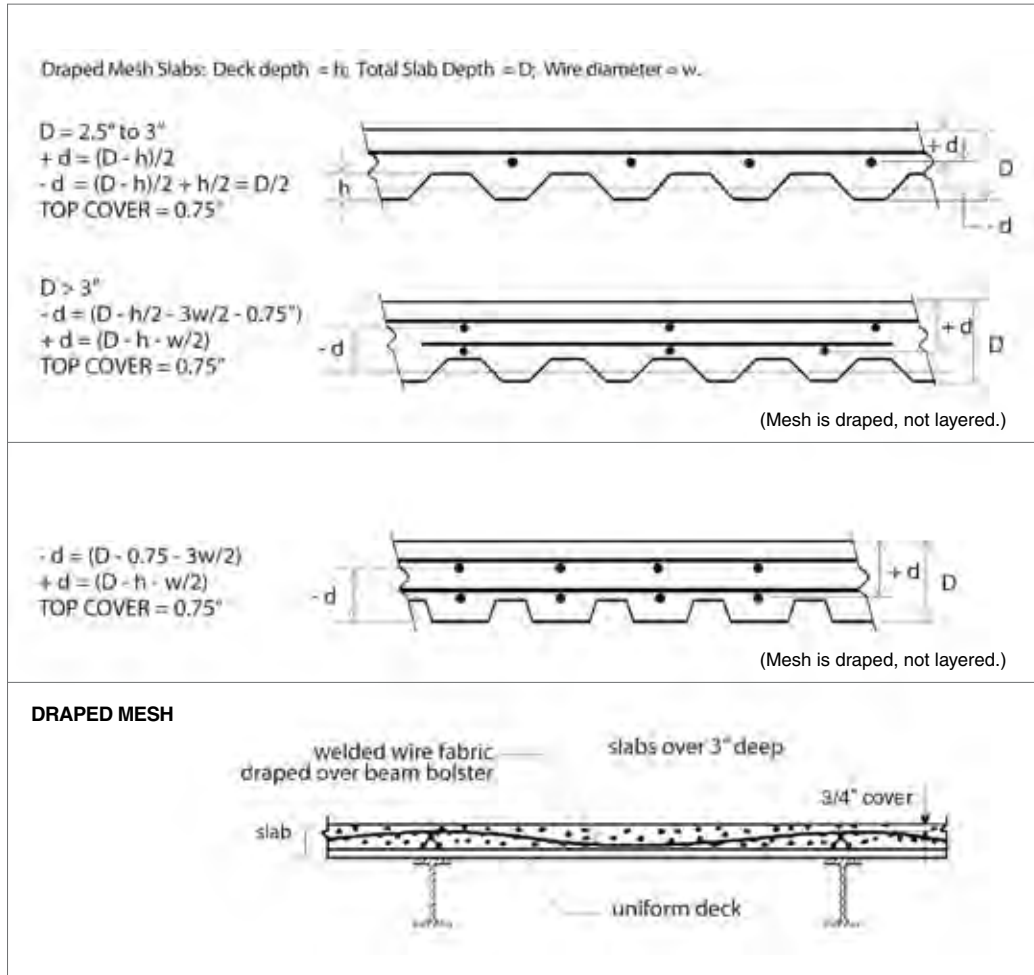 Draped Mesh Slabs: Deck depth = h; Total Slab Depth = D; Wire diameter = w.
D = 2.5" to 3"
+ d = (D - h)/2
- d = (D - h)/2 + h/2 = D/2
TOP COVER = 0.75"
h
+ d
D
- d
D > 3"
- d = (D - h/2 - 3w/2 - 0.75")
+ d = (D - h - w/2)
TOP COVER = 0.75"
- d
+ d
D
(Mesh is draped, not layered.)
- d = (D - 0.75 - 3w/2)
+ d = (D - h - w/2)
TOP COVER = 0.75"
- d
+ d
D
(Mesh is draped, not layered.)
DRAPED MESH
welded wire fabric
draped over beam bolster
slabs over 3" deep
3/4" cover
slab
uniform deck